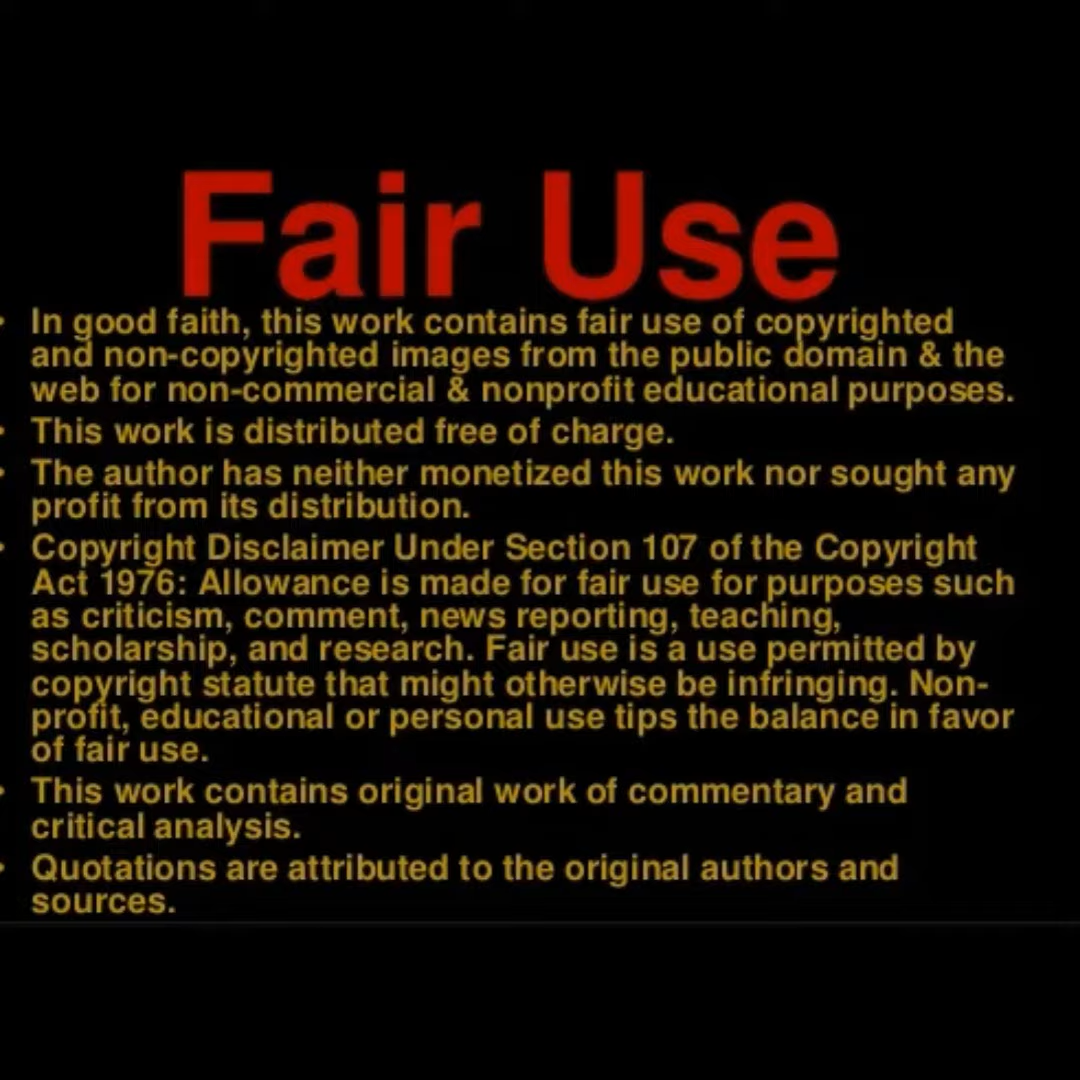 Fair Use
• In good faith, this work contains fair use of copyrighted
and non-copyrighted images from the public domain & the
web for non-commercial & nonprofit educational purposes.
• This work is distributed free of charge.
• The author has neither monetized this work nor sought any
profit from its distribution.
• Copyright Disclaimer Under Section 107 of the Copyright
Act 1976: Allowance is made for fair use for purposes such
as criticism, comment, news reporting, teaching,
scholarship, and research. Fair use is a use permitted by
copyright statute that might otherwise be infringing. Non-
profit, educational or personal use tips the balance in favor
of fair use.
• This work contains original work of commentary and
critical analysis.
• Quotations are attributed to the original authors and
sources.